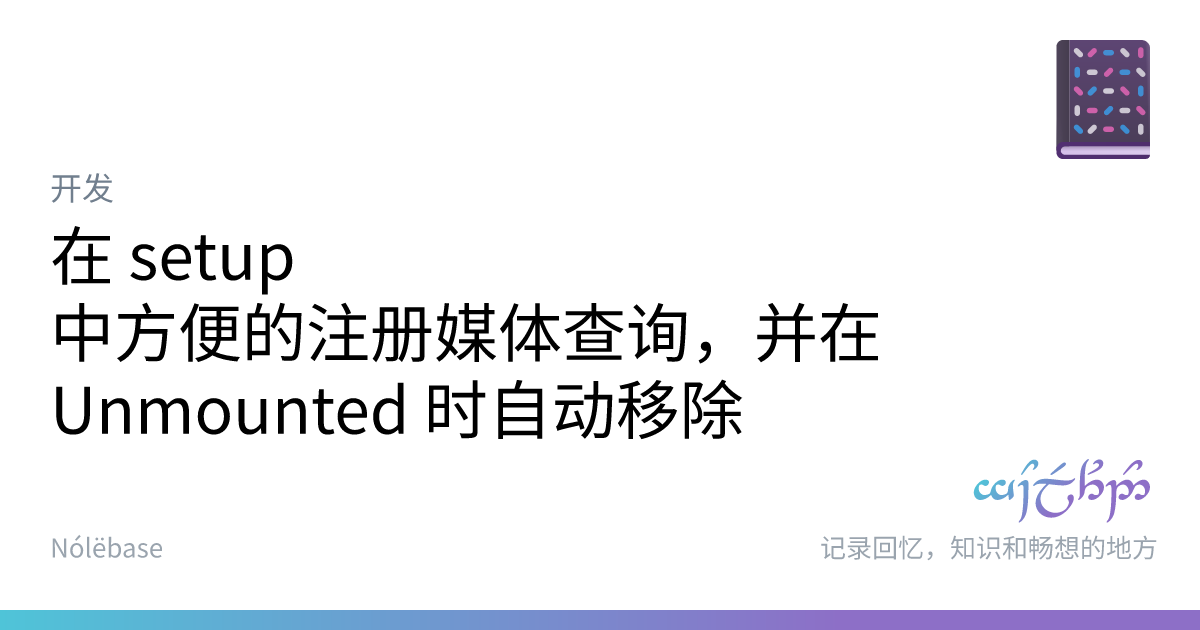 开发
在 setup
中方便的注册媒体查询，并在
Unmounted 时自动移除
Nólëbase
记录回忆，知识和畅想的地方